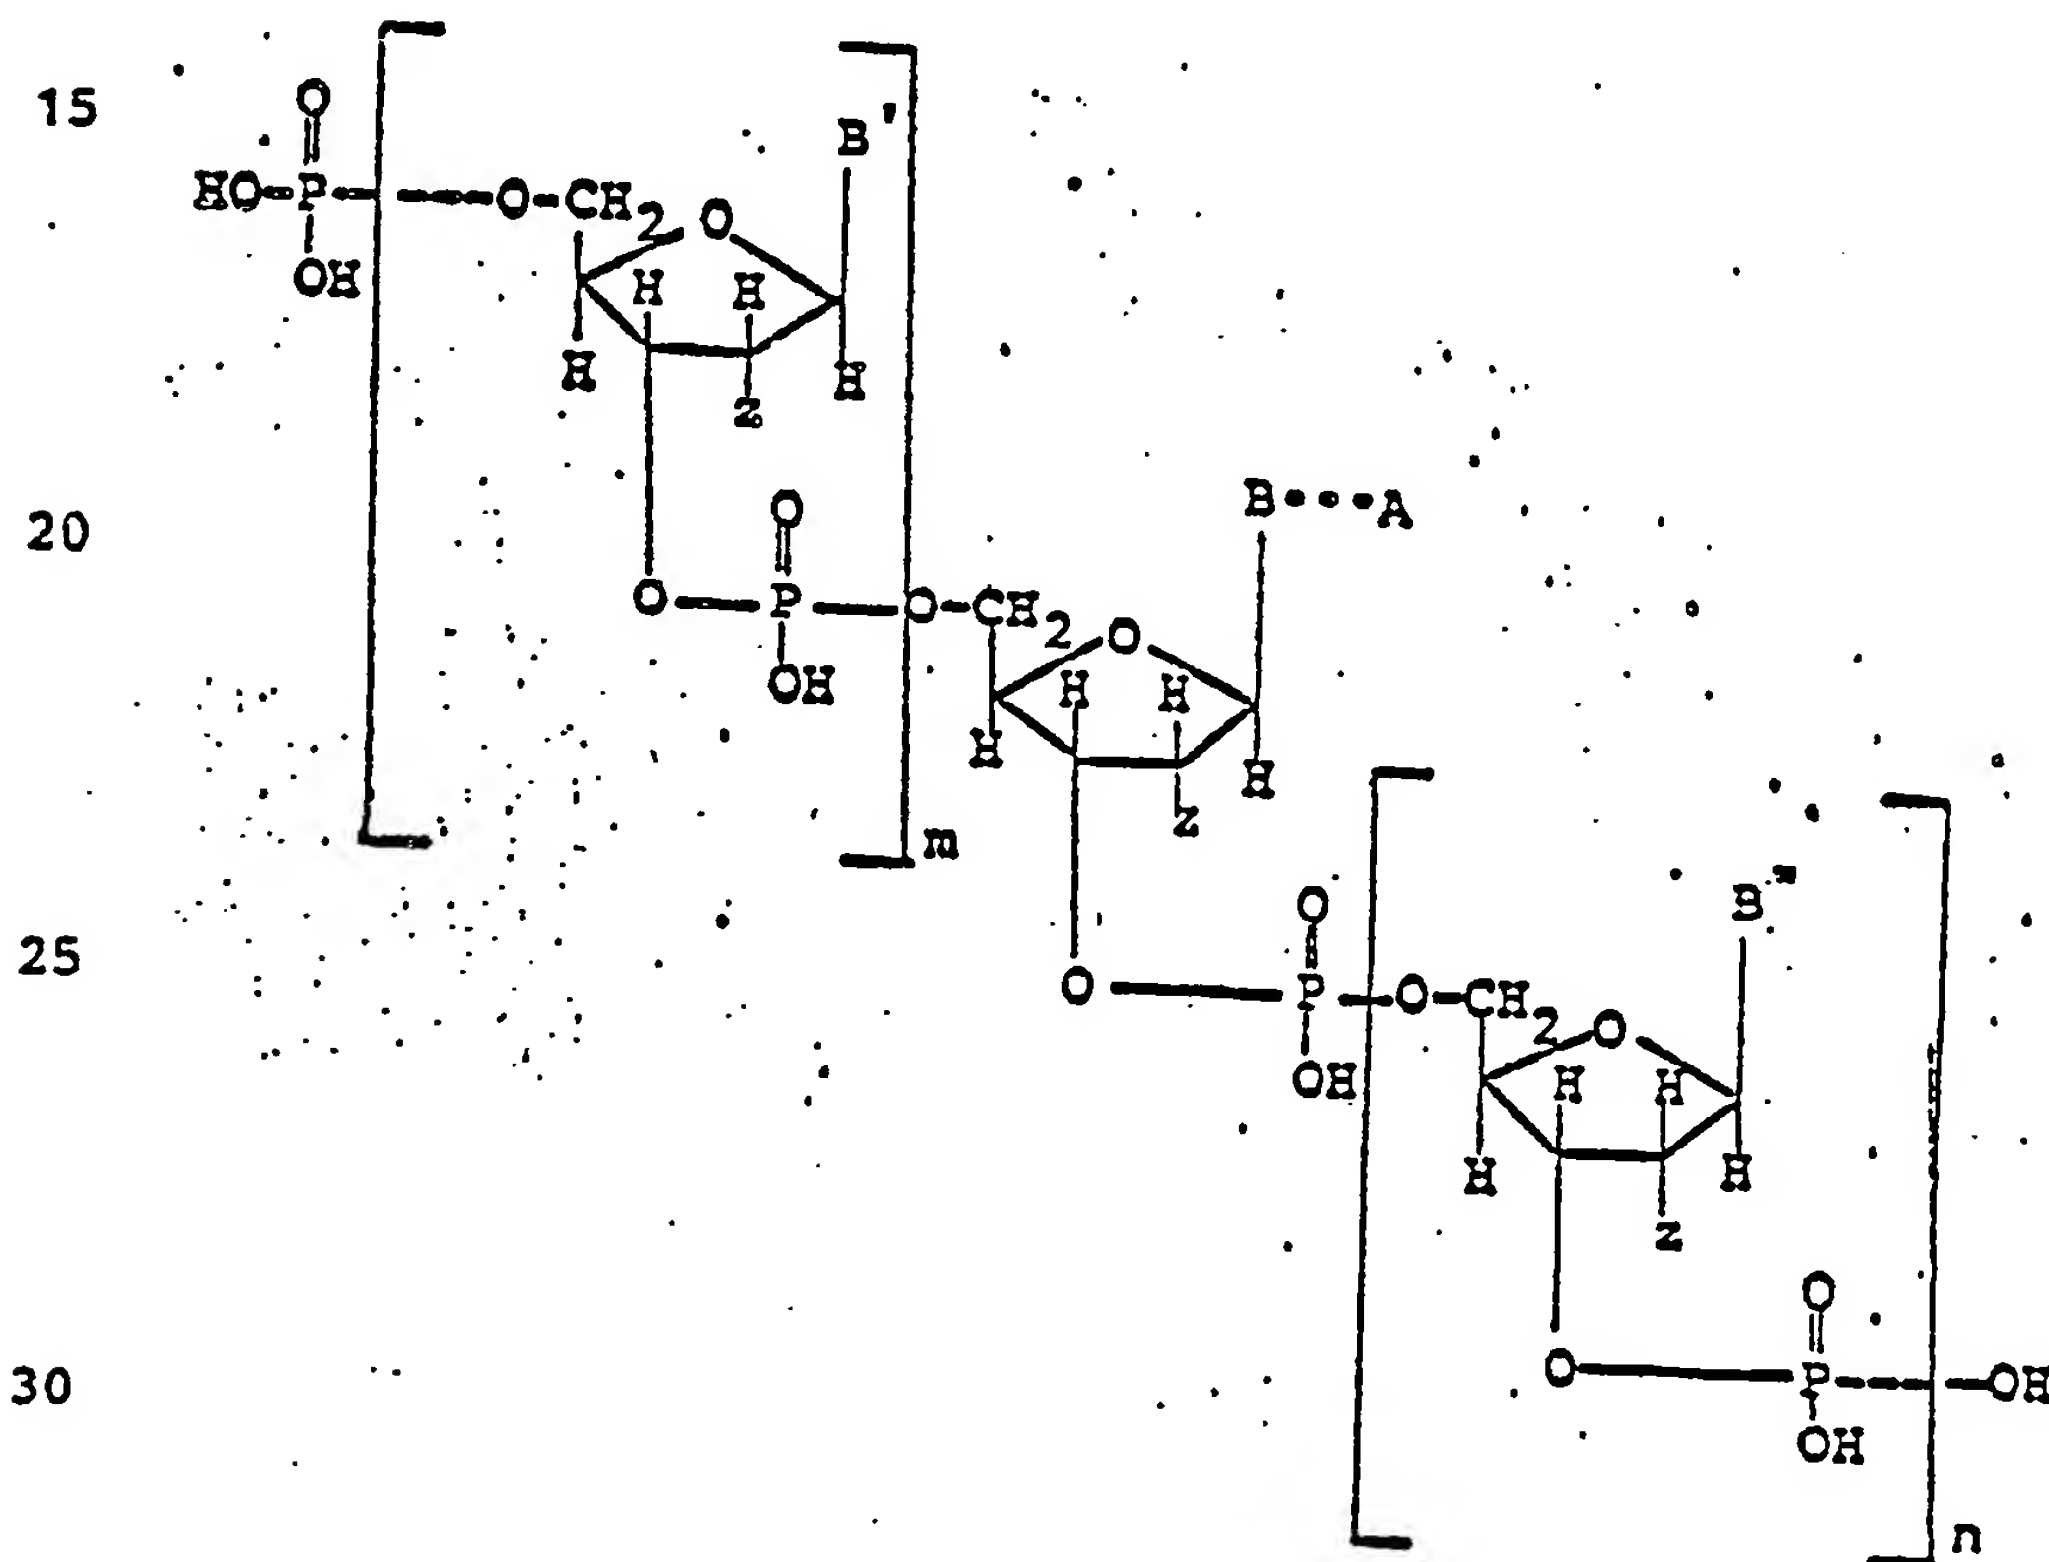 15
O
B'
HO-P-O-CH2 O
OH
H H
H H
Z
20
O
B•••A
O-P-O-CH2 O
OH
H H
H H
Z
m
25
O
B"
O-P-O-CH2 O
OH
H H
H H
Z
30
O
O-P-OH
OH
n